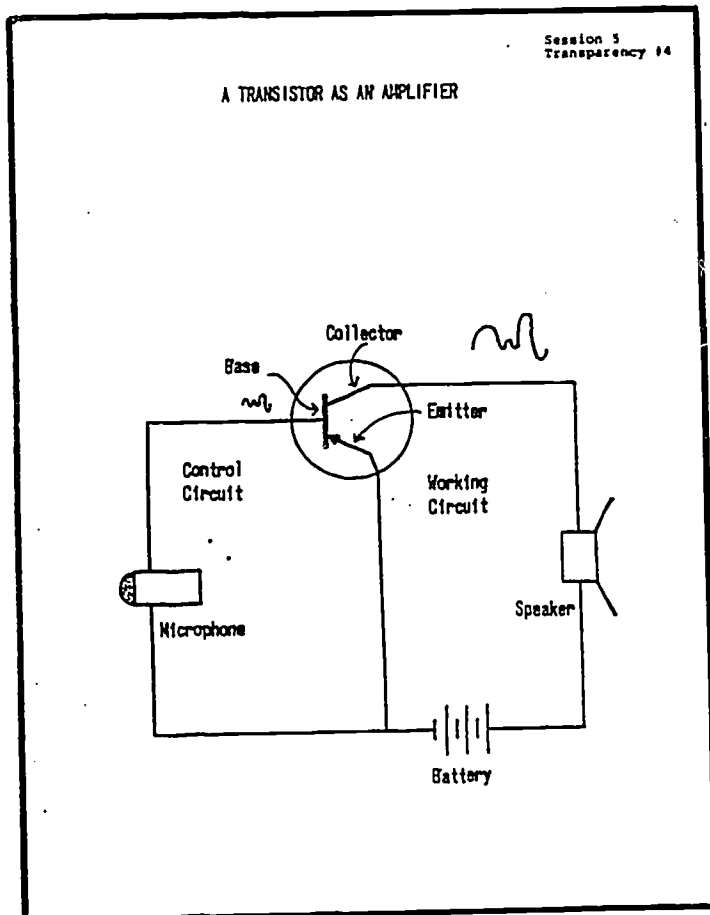 Session 5
Transparency #4
A TRANSISTOR AS AN AMPLIFIER
Collector
Base
Emitter
Control
Circuit
Working
Circuit
Microphone
Speaker
Battery